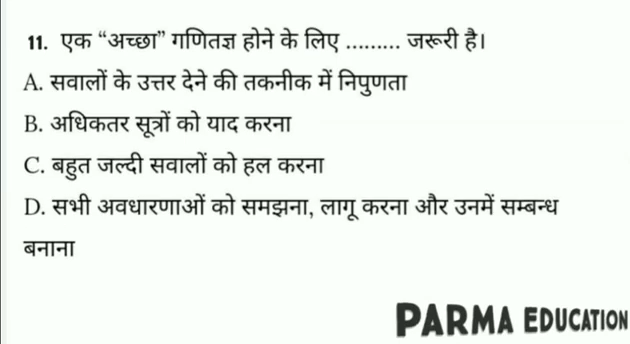 11. एक “अच्छा” गणितज्ञ होने के लिए ......... जरूरी है।
A. सवालों के उत्तर देने की तकनीक में निपुणता
B. अधिकतर सूत्रों को याद करना
C. बहुत जल्दी सवालों को हल करना
D. सभी अवधारणाओं को समझना, लागू करना और उनमें सम्बन्ध
बनाना
PARMA EDUCATION